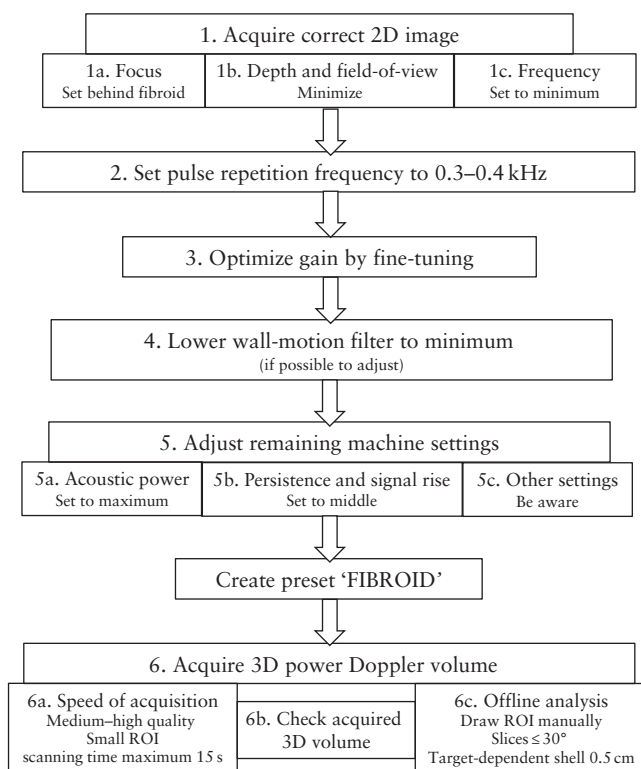 1. Acquire correct 2D image
1a. Focus
Set behind fibroid
1b. Depth and field-of-view
Minimize
1c. Frequency
Set to minimum
2. Set pulse repetition frequency to 0.3–0.4 kHz
3. Optimize gain by fine-tuning
4. Lower wall-motion filter to minimum
(if possible to adjust)
5. Adjust remaining machine settings
5a. Acoustic power
Set to maximum
5b. Persistence and signal rise
Set to middle
5c. Other settings
Be aware
Create preset ‘FIBROID’
6. Acquire 3D power Doppler volume
6a. Speed of acquisition
Medium–high quality
Small ROI
scanning time maximum 15 s
6b. Check acquired
3D volume
6c. Offline analysis
Draw ROI manually
Slices ≤ 30°
Target-dependent shell 0.5 cm